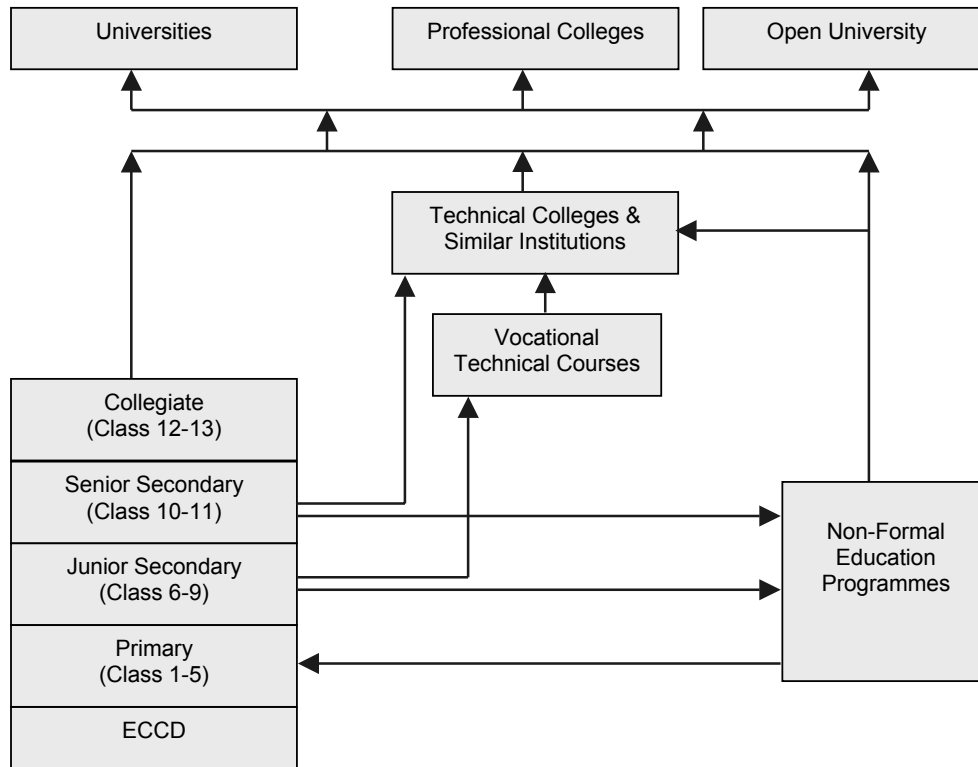 Universities
Professional Colleges
Open University
Technical Colleges &
Similar Institutions
Vocational
Technical Courses
Collegiate
(Class 12-13)
Senior Secondary
(Class 10-11)
Junior Secondary
(Class 6-9)
Primary
(Class 1-5)
ECCD
Non-Formal
Education
Programmes